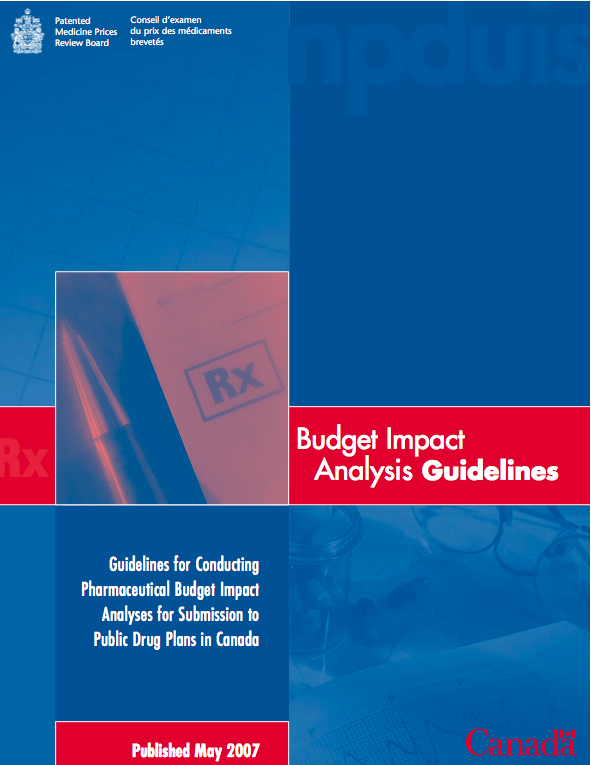 Patented
Medicine Prices
Review Board
Conseil d'examen
du prix des médicaments
brevetés
npduis
Rx
Rx
Budget Impact
Analysis Guidelines
Guidelines for Conducting
Pharmaceutical Budget Impact
Analyses for Submission to
Public Drug Plans in Canada
Published May 2007
Canada